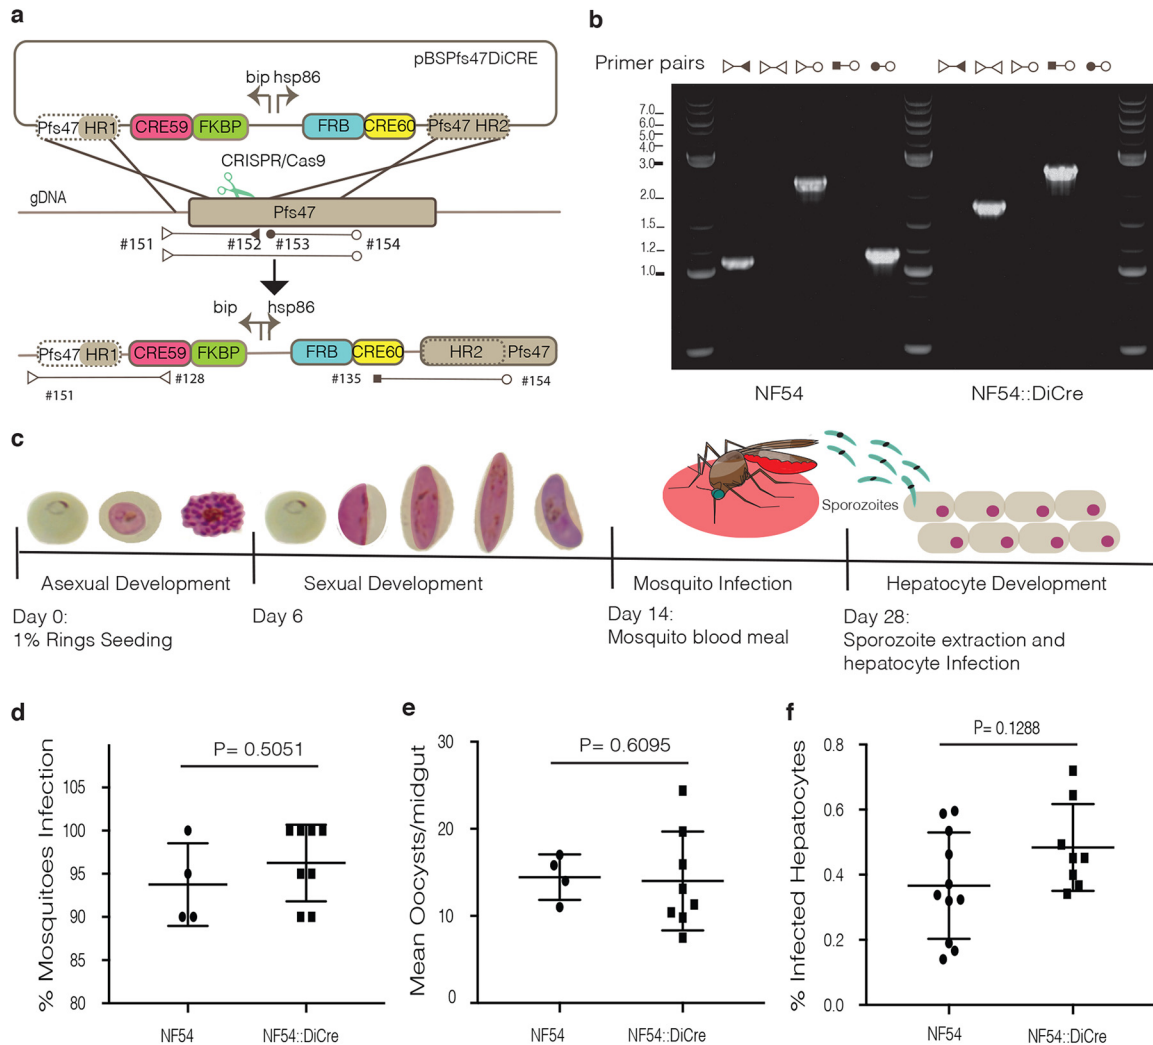 a
pBSPfs47DiCRE
bip hsp86
Pfs47 HR1 CRE59 FKBP FRB CRE60 Pfs47 HR2
CRISPR/Cas9
gDNA
Pfs47
#151 #152 #153 #154
bip hsp86
Pfs47 HR1 CRE59 FKBP FRB CRE60 HR2 Pfs47
#151 #128 #135 #154
b
Primer pairs
7.0
6.0
5.0
4.0
3.0
2.0
1.5
1.2
1.0
NF54 NF54::DiCre
c
Sporozoites
Asexual Development Sexual Development Mosquito Infection Hepatocyte Development
Day 0:
1% Rings Seeding
Day 6
Day 14:
Mosquito blood meal
Day 28:
Sporozoite extraction and
hepatocyte Infection
d
P= 0.5051
% Mosquitoes Infection
105
100
95
90
85
80
NF54 NF54::DiCre
e
P= 0.6095
Mean Oocysts/midgut
30
20
10
0
NF54 NF54::DiCre
f
P= 0.1288
% Infected Hepatocytes
0.8
0.6
0.4
0.2
0.0
NF54 NF54::DiCre